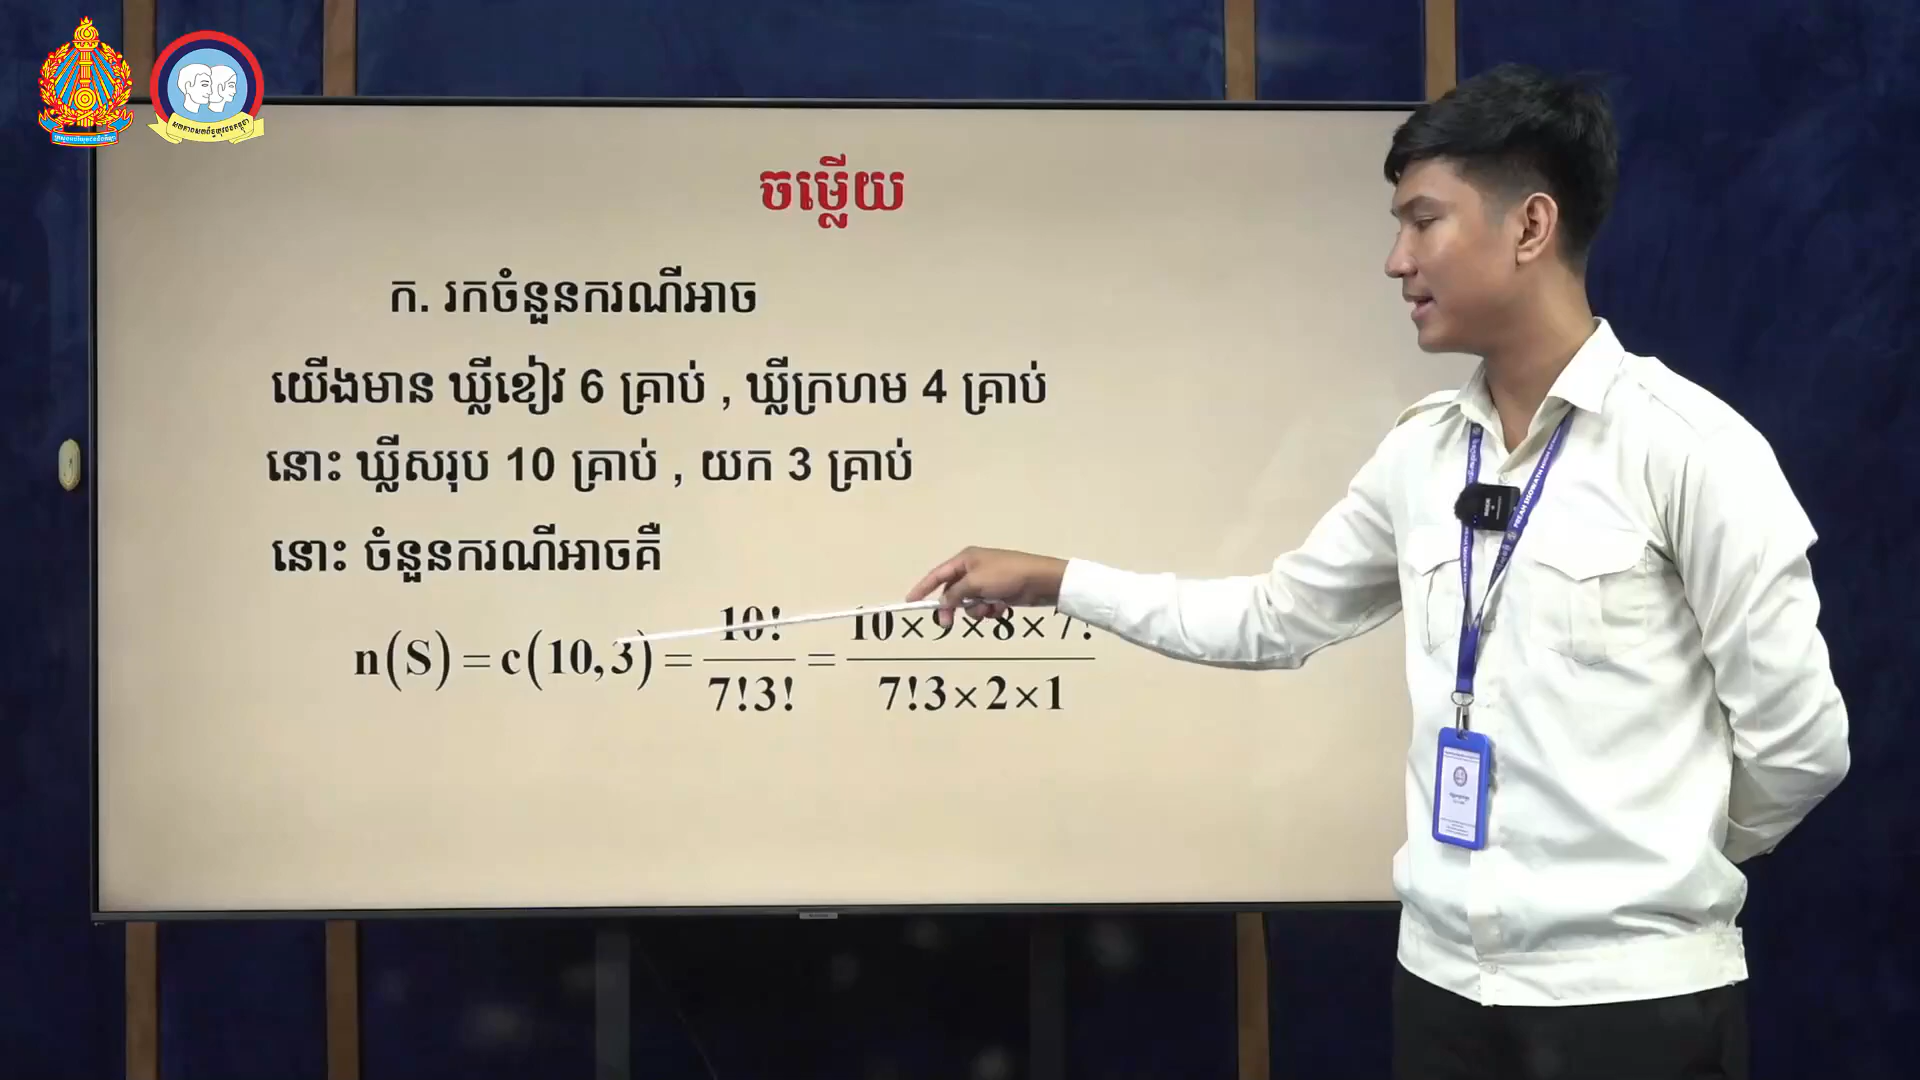 ចម្លើយ
ក. រកចំនួនករណីអាច
យើងមាន ឃ្លីខៀវ 6 គ្រាប់ , ឃ្លីក្រហម 4 គ្រាប់
នោះ ឃ្លីសរុប 10 គ្រាប់ , យក 3 គ្រាប់
នោះ ចំនួនករណីអាចគឺ
n(S) = c(10,3) = 10!/7!3! = 10×9×8×7!/7!3×2×1
PREAH SISOWATH HIGH